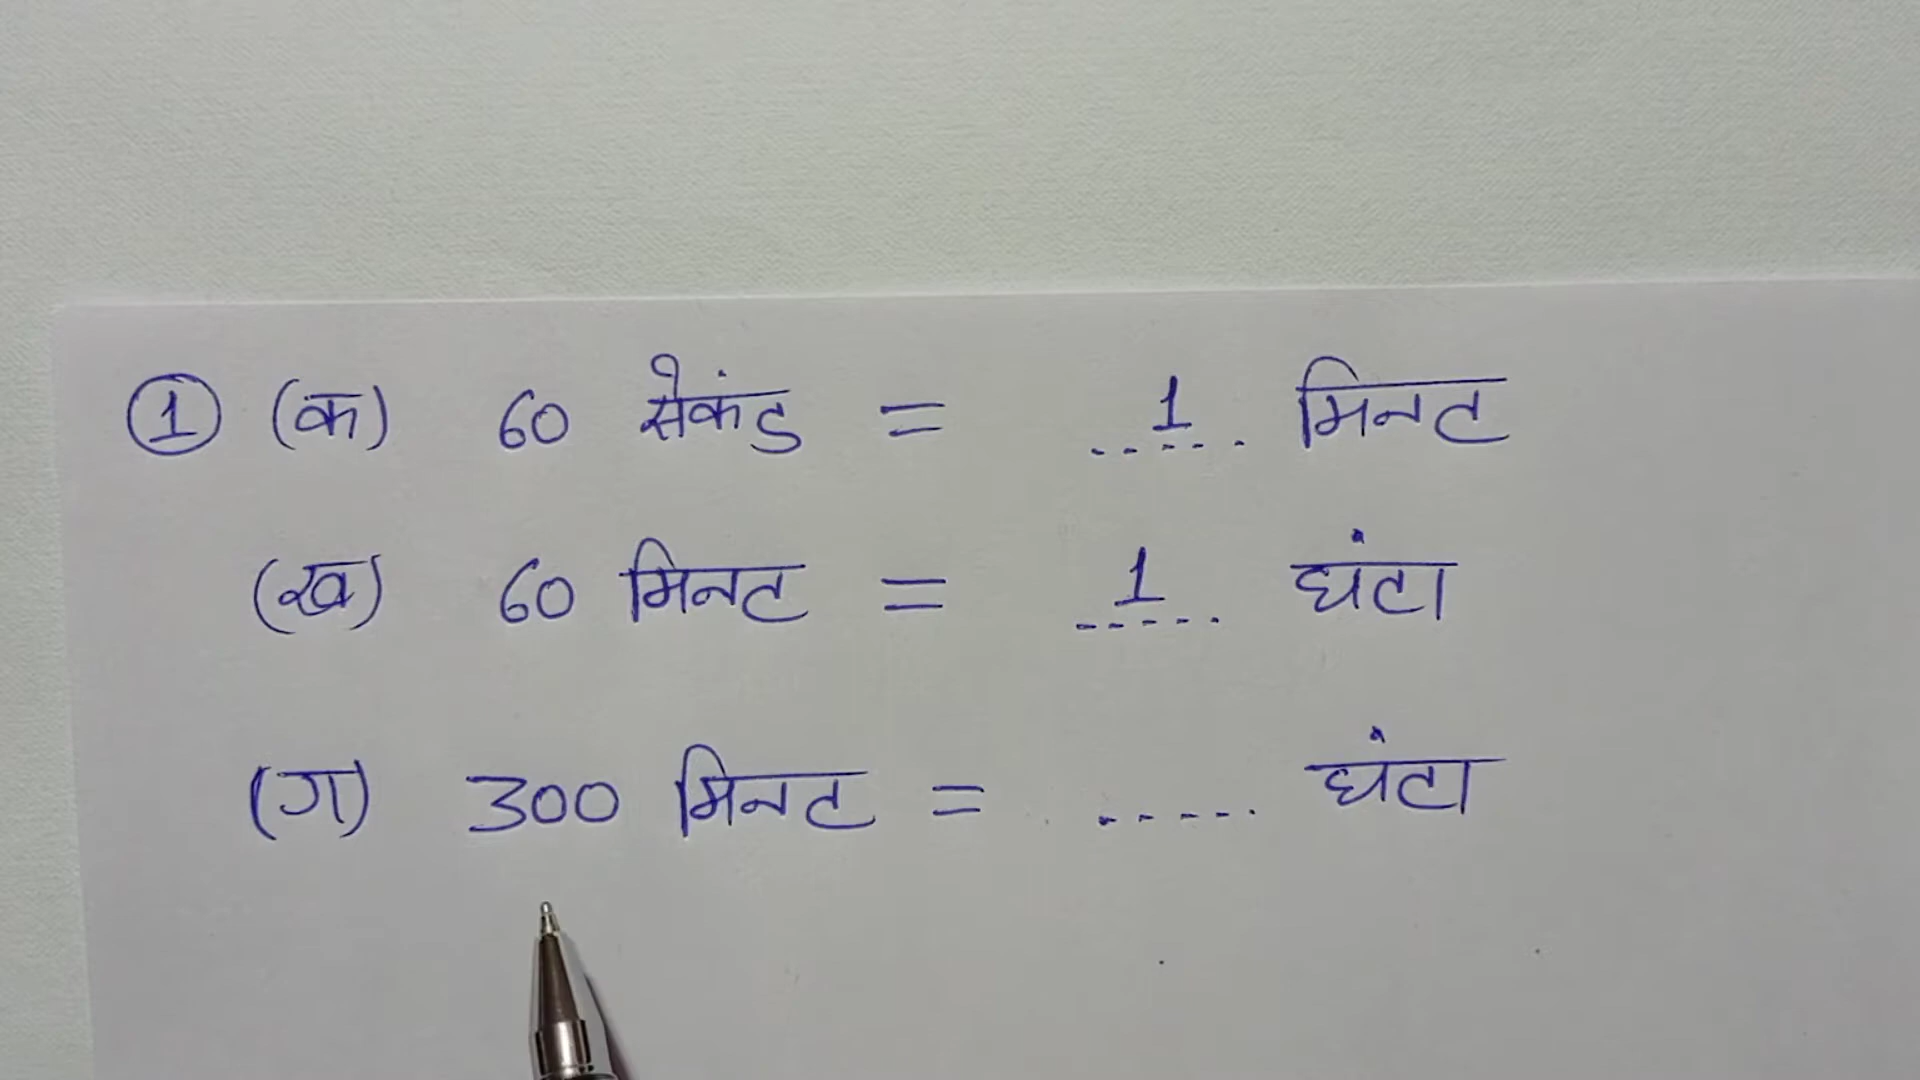 ① (क) 60 सेकंड = ..1... मिनट
(ख) 60 मिनट = ..1... घंटा
(ग) 300 मिनट = ..... घंटा